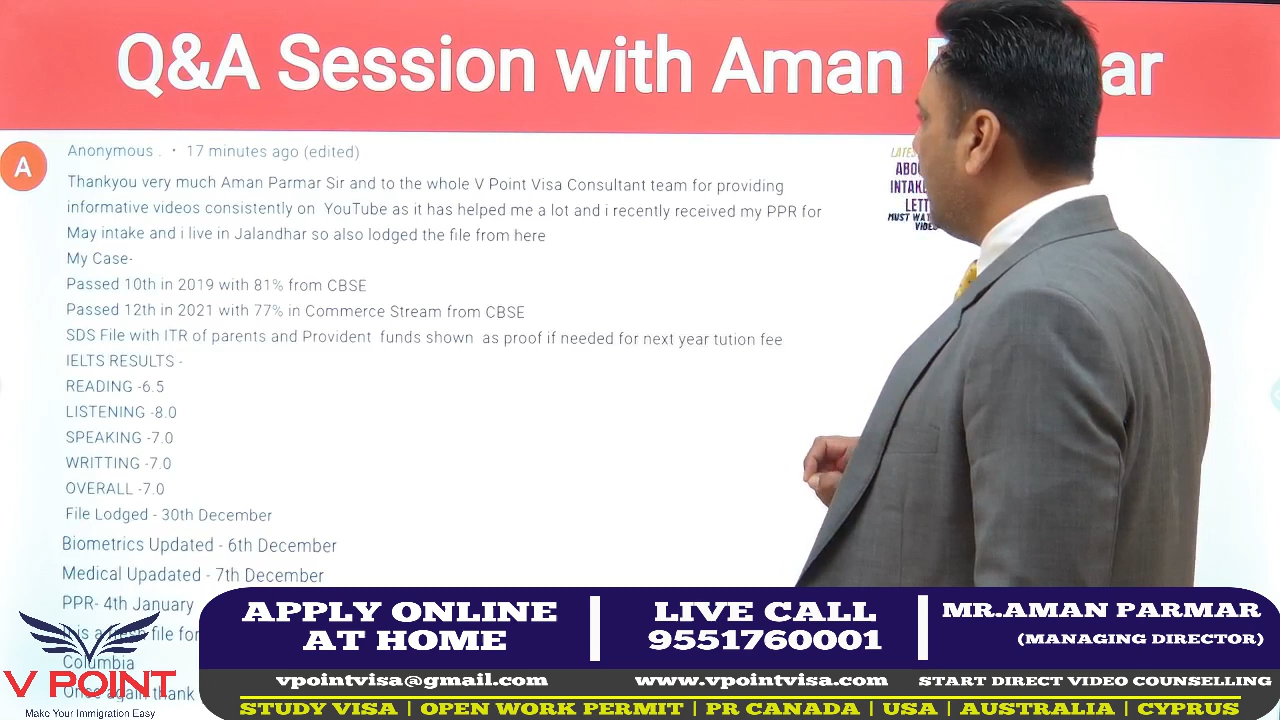 Q&A Session with Aman ar
A
Anonymous . • 17 minutes ago (edited)
Thankyou very much Aman Parmar Sir and to the whole V Point Visa Consultant team for providing
informative videos consistently on YouTube as it has helped me a lot and i recently received my PPR for
May intake and i live in Jalandhar so also lodged the file from here
My Case-
Passed 10th in 2019 with 81% from CBSE
Passed 12th in 2021 with 77% in Commerce Stream from CBSE
SDS File with ITR of parents and Provident funds shown as proof if needed for next year tution fee
IELTS RESULTS -
READING -6.5
LISTENING -8.0
SPEAKING -7.0
WRITTING -7.0
OVERALL -7.0
File Lodged - 30th December
Biometrics Updated - 6th December
Medical Upadated - 7th December
PPR- 4th January
file for
Columbia
Once again thank
MUST
VIDEO
V POINT
Make Your Immigration Easy
APPLY ONLINE
AT HOME
LIVE CALL
9551760001
MR.AMAN PARMAR
(MANAGING DIRECTOR)
vpointvisa@gmail.com
www.vpointvisa.com
START DIRECT VIDEO COUNSELLING
STUDY VISA | OPEN WORK PERMIT | PR CANADA | USA | AUSTRALIA | CYPRUS